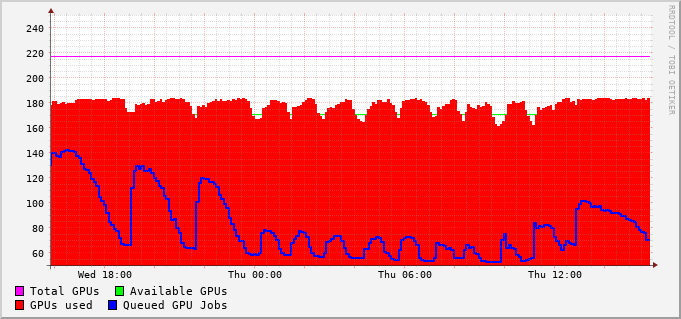 RRDTOOL / TOBI OETIKER
240
220
200
180
160
140
120
100
80
60
Wed 18:00 Thu 00:00 Thu 06:00 Thu 12:00
Total GPUs Available GPUs
GPUs used Queued GPU Jobs